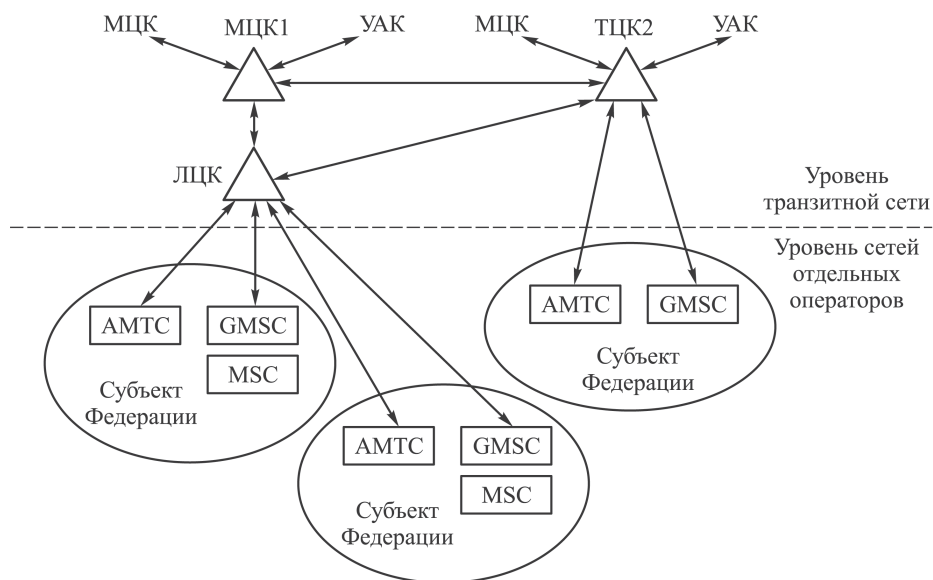 МЦК
МЦК1
УАК
МЦК
ТЦК2
УАК
ЛЦК
Уровень
транзитной сети
Уровень сетей
отдельных
операторов
АМТС
GMSC
MSC
Субъект
Федерации
АМТС
GMSC
Субъект
Федерации
АМТС
GMSC
MSC
Субъект
Федерации